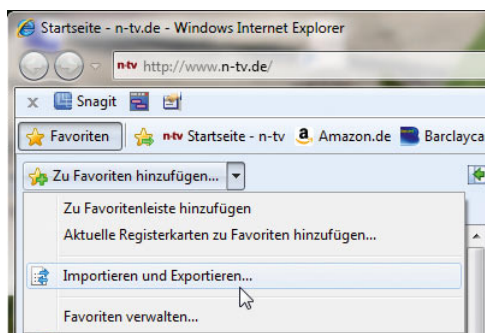 Startseite - n-tv.de - Windows Internet Explorer
n-tv http://www.n-tv.de/
x Snagit
Favoriten n-tv Startseite - n-tv a Amazon.de Barclayca
Zu Favoriten hinzufügen...
Zu Favoritenleiste hinzufügen
Aktuelle Registerkarten zu Favoriten hinzufügen...
Importieren und Exportieren...
Favoriten verwalten...